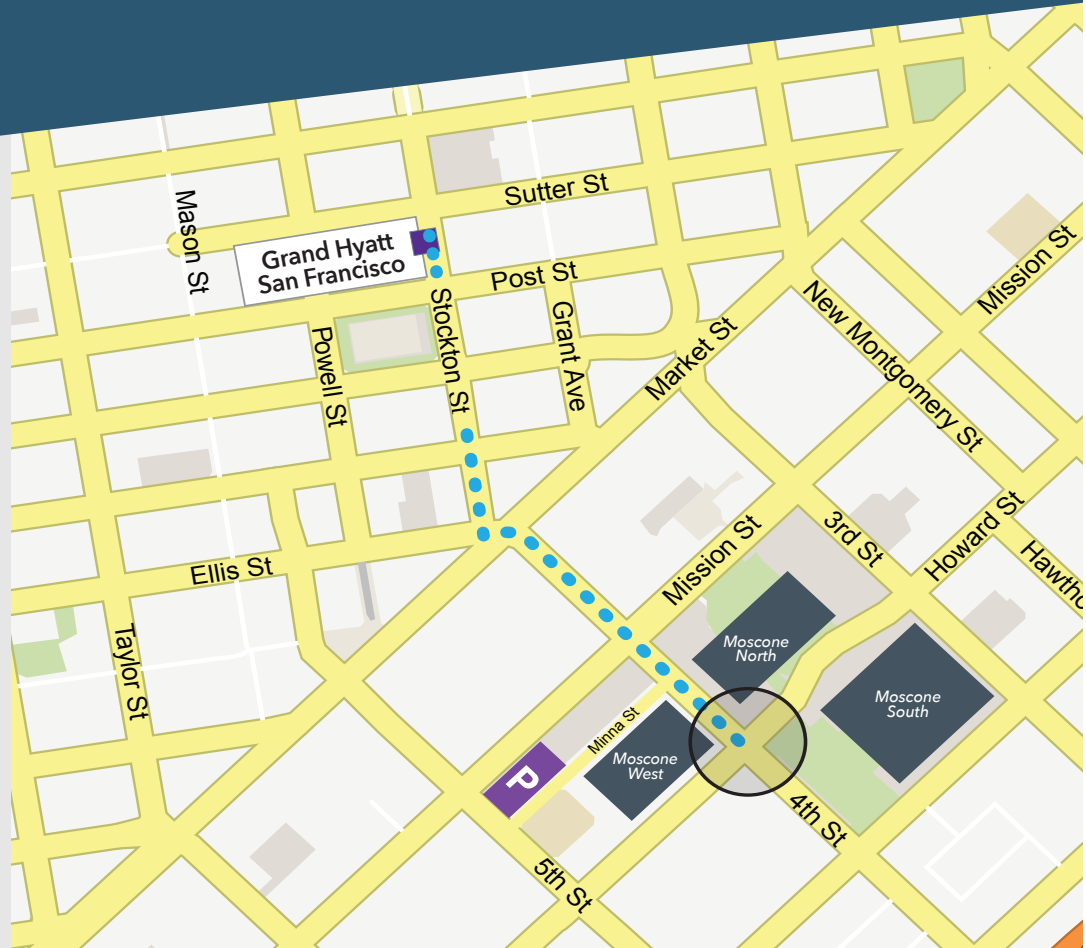 Sutter St
Mason St
Grand Hyatt
San Francisco
Post St
Mission St
Stockton St
Grant Ave
New Montgomery St
Powell St
Market St
Mission St
3rd St
Howard St
Hawtho
Ellis St
Taylor St
Moscone
North
Moscone
South
Minna St
Moscone
West
P
4th St
5th St